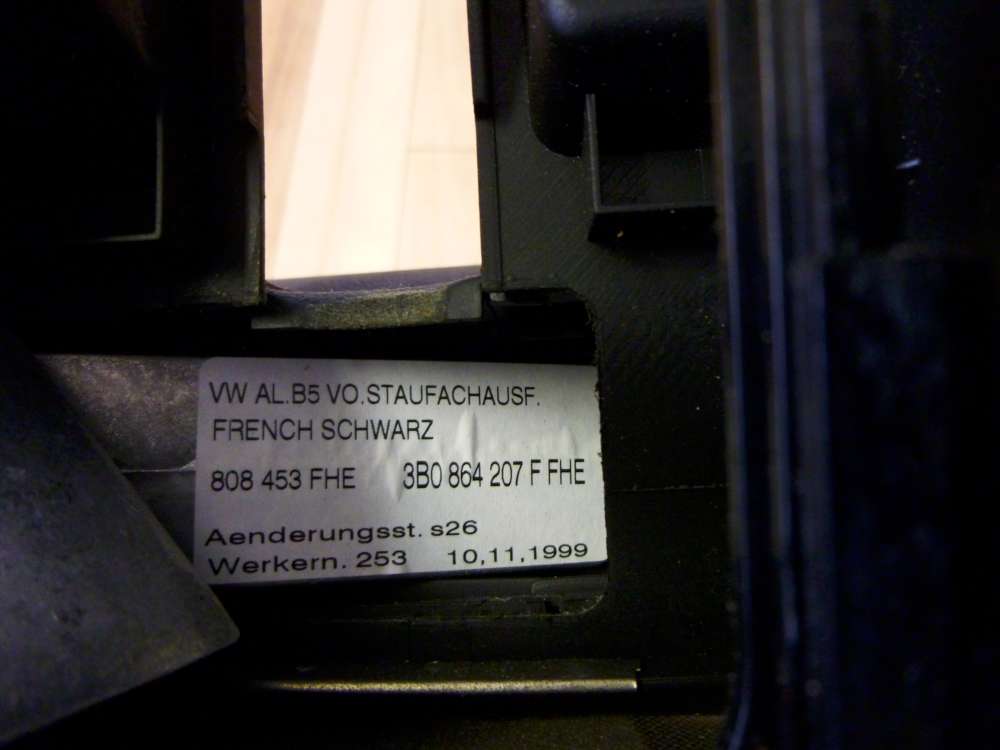 VW AL.B5 VO.STAUFACHAUSF.
FRENCH SCHWARZ
808 453 FHE 3B0 864 207 F FHE
Aenderungsst. s26
Werkern. 253 10,11,1999